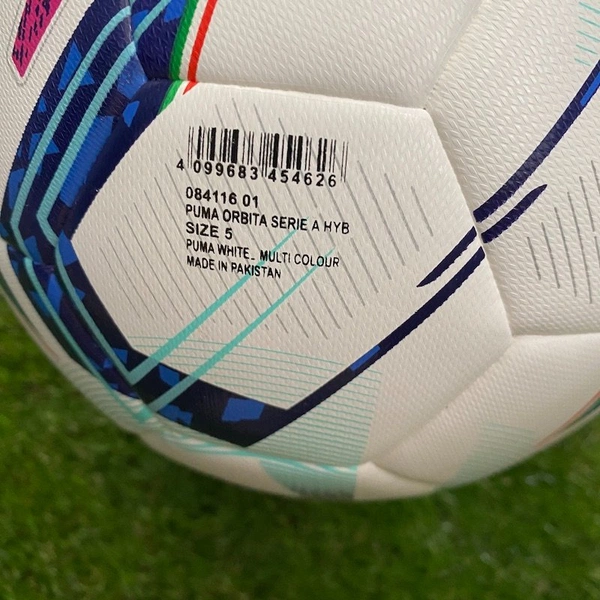 4 099683 454626
084116 01
PUMA ORBITA SERIE A HYB
SIZE 5
PUMA WHITE_ MULTI COLOUR
MADE IN PAKISTAN